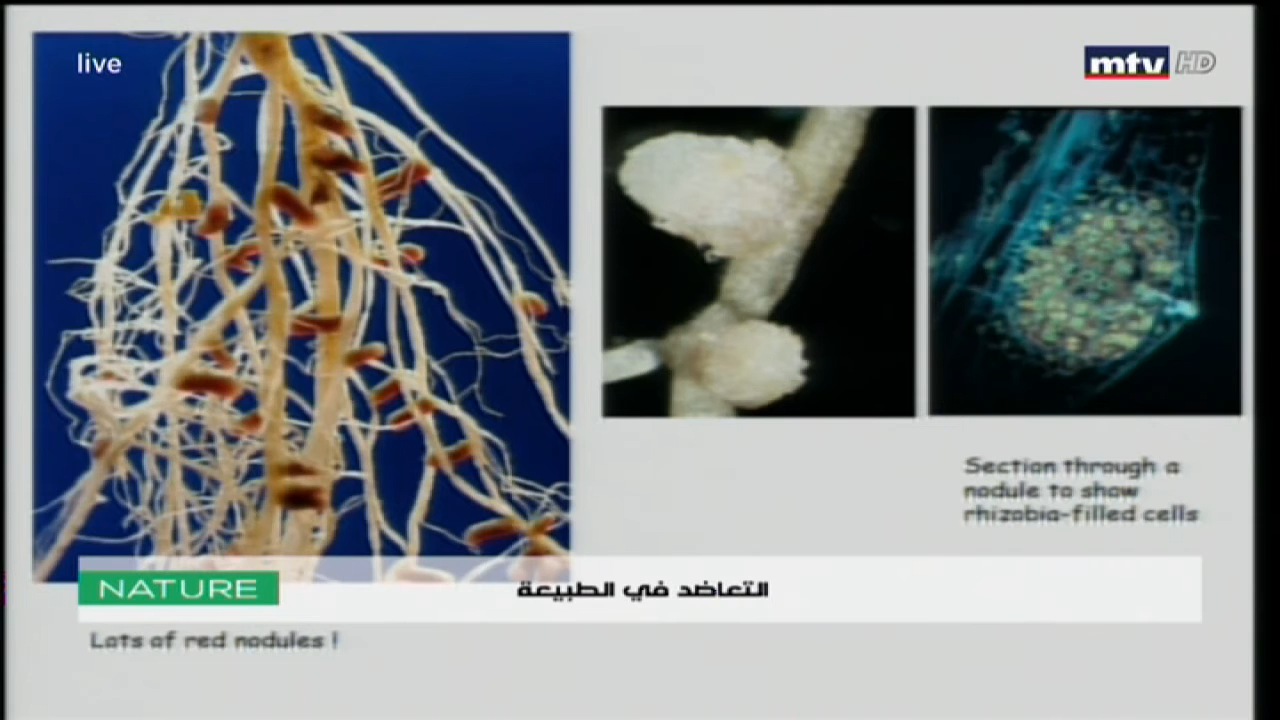 live
mtv HD
Section through a
nodule to show
rhizobia-filled cells
NATURE
التعاضد في الطبيعة
Lots of red nodules !